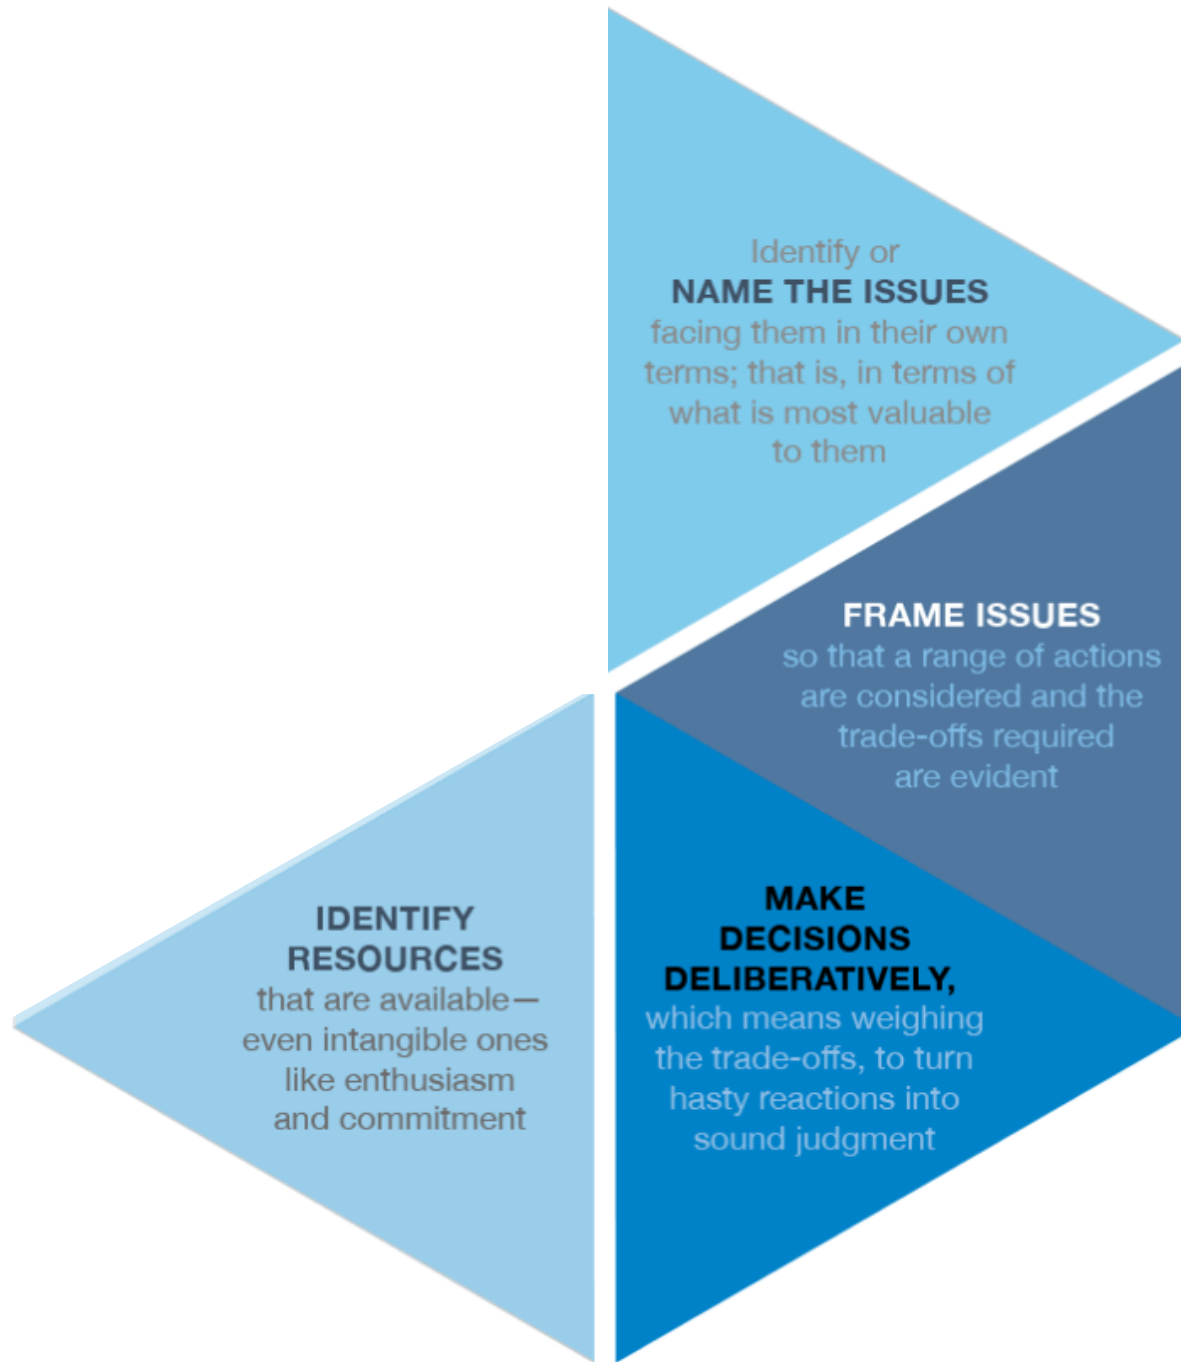 Identify or
NAME THE ISSUES
facing them in their own
terms; that is, in terms of
what is most valuable
to them
FRAME ISSUES
so that a range of actions
are considered and the
trade-offs required
are evident
MAKE
DECISIONS
DELIBERATIVELY,
which means weighing
the trade-offs, to turn
hasty reactions into
sound judgment
IDENTIFY
RESOURCES
that are available—
even intangible ones
like enthusiasm
and commitment